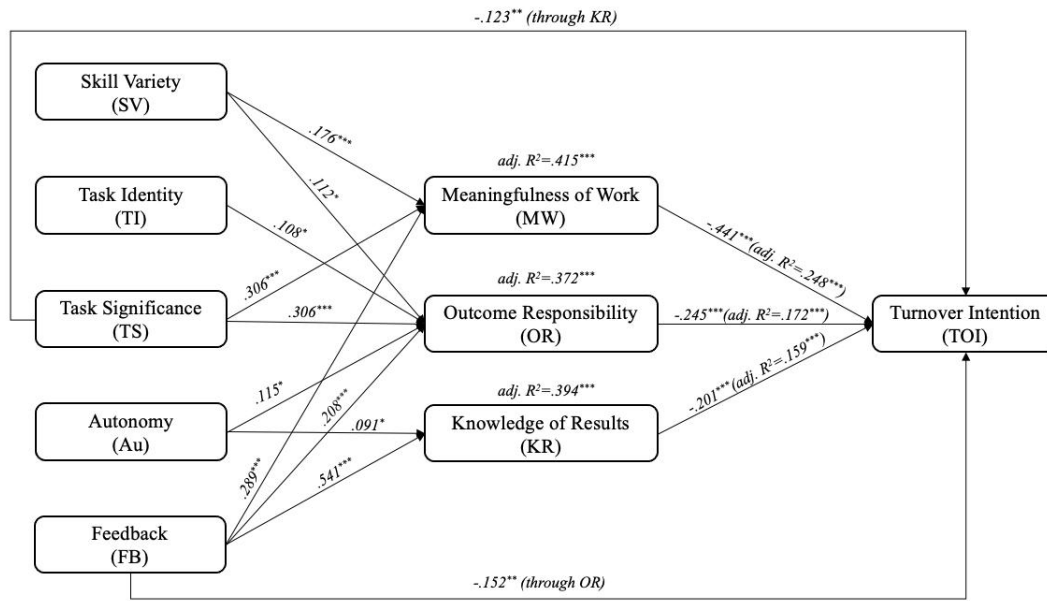 -.123** (through KR)
Skill Variety
(SV)
.176***
.112*
adj. R²=.415***
Task Identity
(TI)
Meaningfulness of Work
(MW)
.108*
-.441***(adj. R²=.248***)
.306***
adj. R²=.372***
Task Significance
(TS)
.306***
Outcome Responsibility
(OR)
-.245***(adj. R²=.172***)
Turnover Intention
(TOI)
.115*
.208***
adj. R²=.394***
-.201***(adj. R²=.159***)
Autonomy
(Au)
.091*
Knowledge of Results
(KR)
.289***
.541***
Feedback
(FB)
-.152** (through OR)